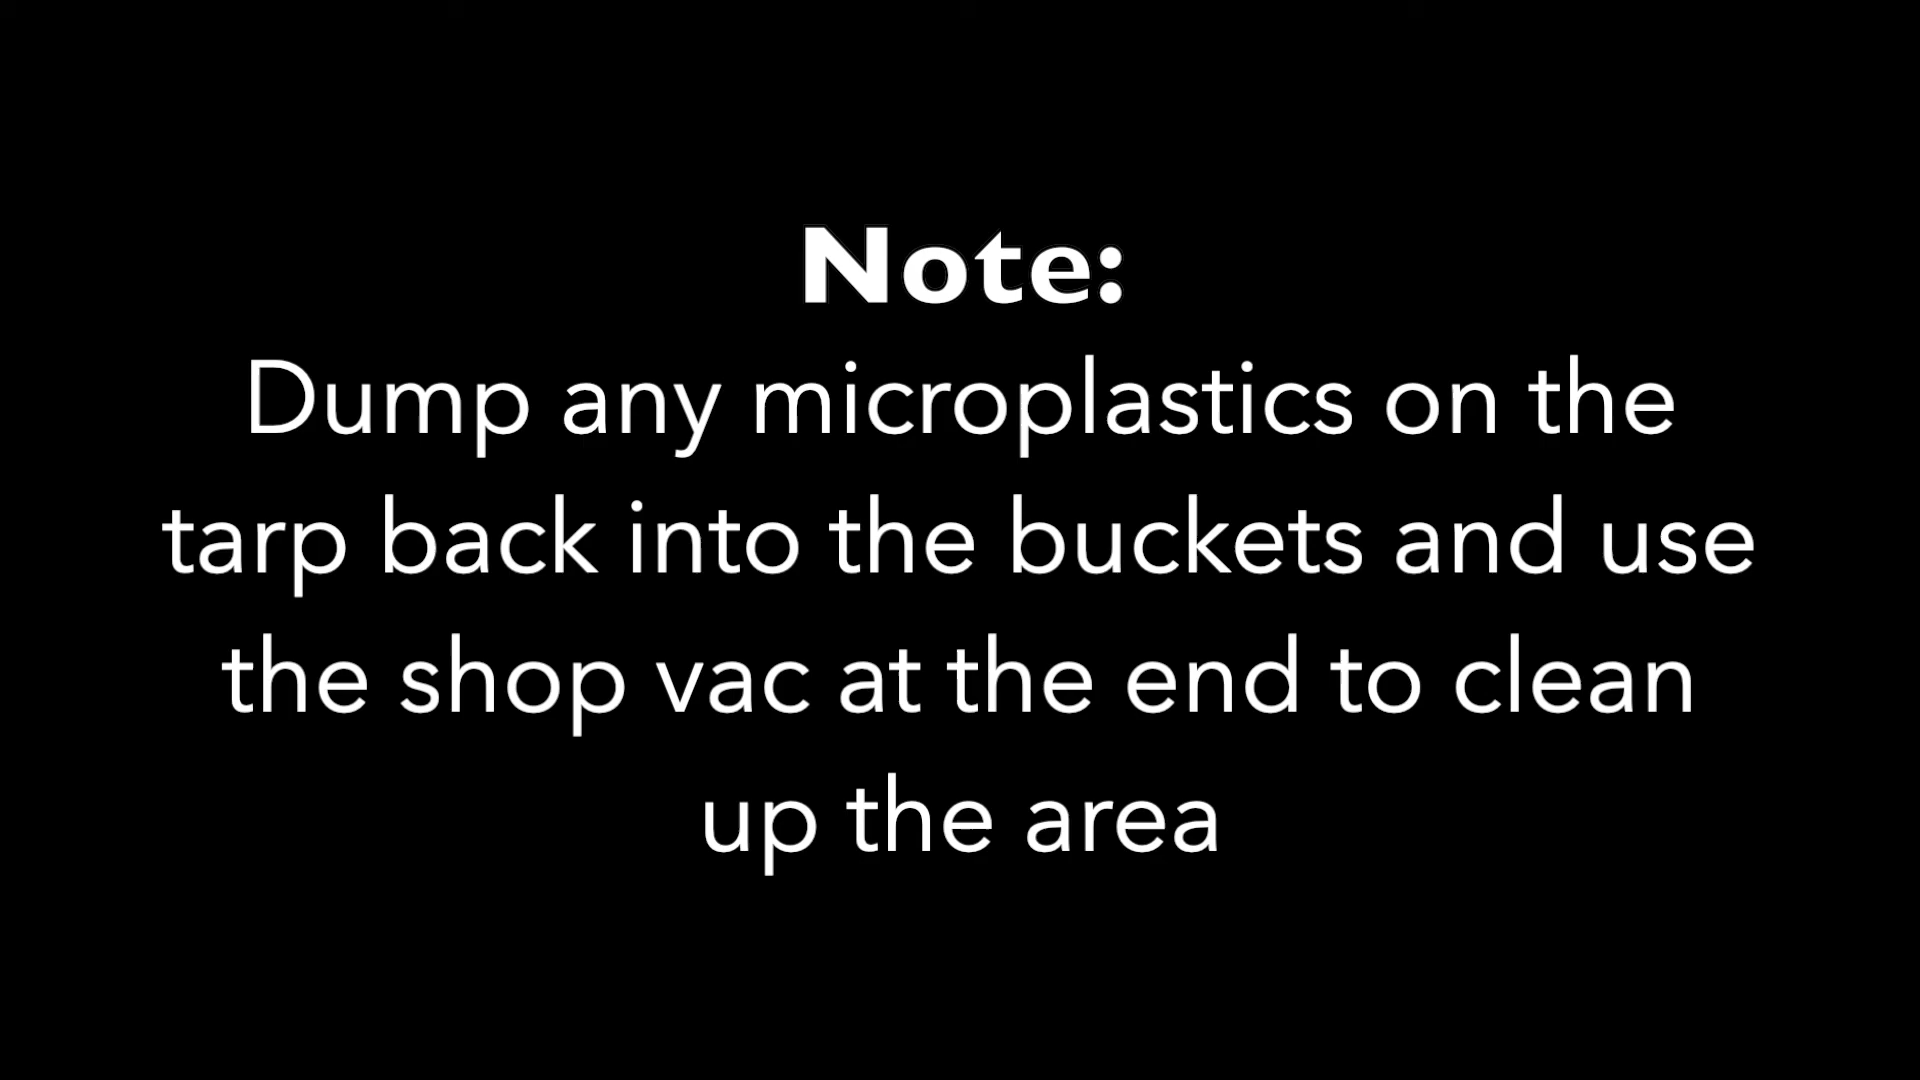 Note:
Dump any microplastics on the
tarp back into the buckets and use
the shop vac at the end to clean
up the area